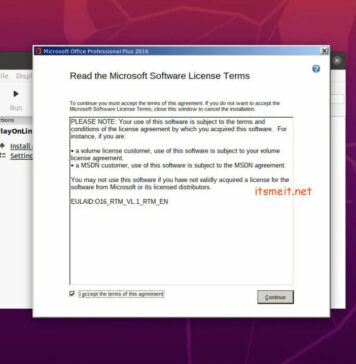 Microsoft Office Professional Plus 2016
Read the Microsoft Software License Terms
To continue you must accept the terms of this agreement. If you do not want to accept the
Microsoft Software License Terms, close this window to cancel the installation.
PLEASE NOTE: Your use of this software is subject to the terms and
conditions of the license agreement by which you acquired this software. For
instance, if you are:
• a volume license customer, use of this software is subject to your volume
license agreement.
• a MSDN customer, use of this software is subject to the MSDN agreement.
You may not use this software if you have not validly acquired a license for the
software from Microsoft or its licensed distributors.
itsmeit.net
EULAID:O16_RTM_VL.1_RTM_EN
I accept the terms of this agreement
Continue
File Displ
Run
ctions
layOnLin
Install a
Setting